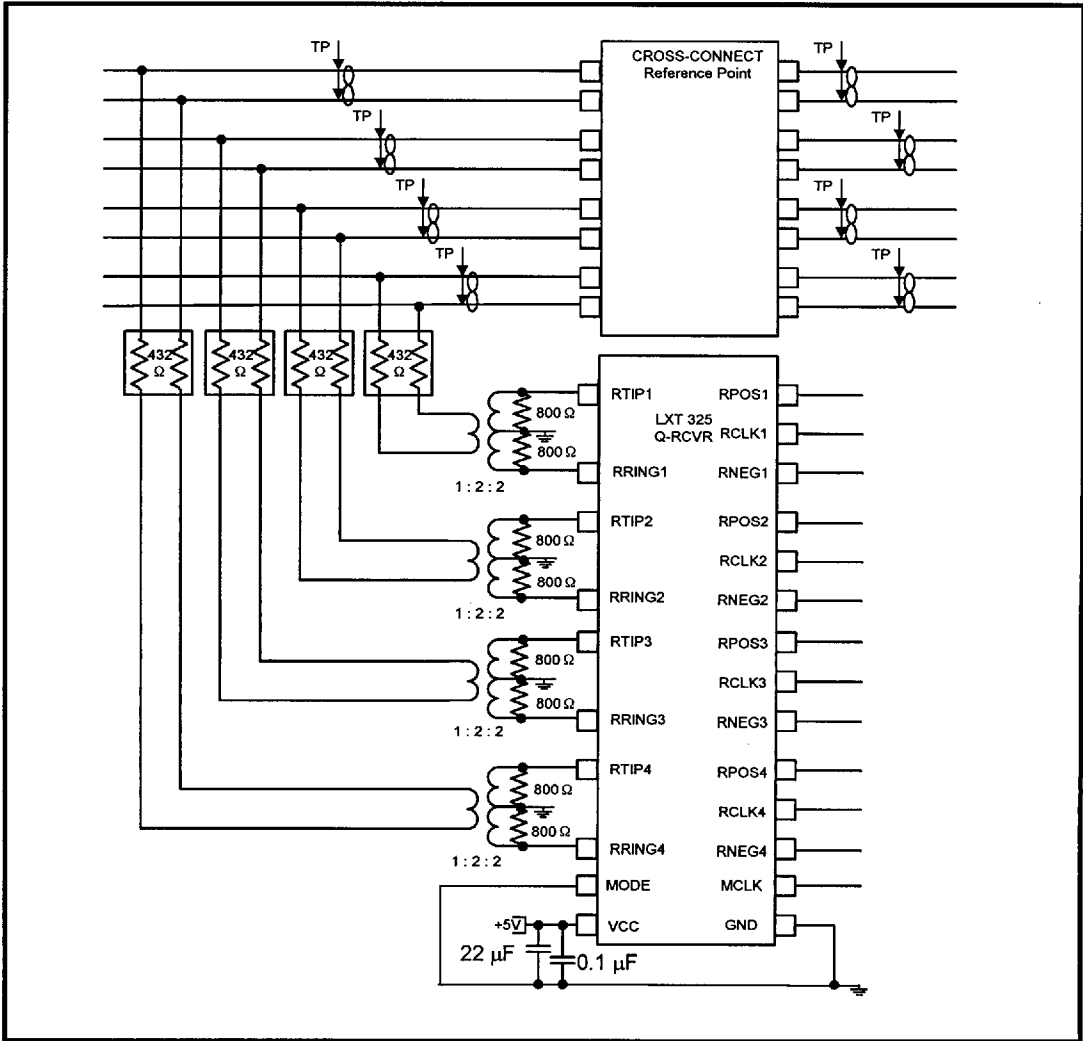 TP
CROSS-CONNECT
Reference Point
TP
TP
TP
TP
TP
TP
TP
432
Ω
432
Ω
432
Ω
432
Ω
RTIP1
RPOS1
800 Ω
LXT 325
Q-RCVR
RCLK1
800 Ω
RRING1
RNEG1
1 : 2 : 2
RTIP2
RPOS2
800 Ω
RCLK2
800 Ω
RRING2
RNEG2
1 : 2 : 2
RTIP3
RPOS3
800 Ω
RCLK3
800 Ω
RRING3
RNEG3
1 : 2 : 2
RTIP4
RPOS4
800 Ω
RCLK4
800 Ω
RRING4
RNEG4
1 : 2 : 2
MODE
MCLK
+5V
VCC
GND
22 µF
0.1 µF